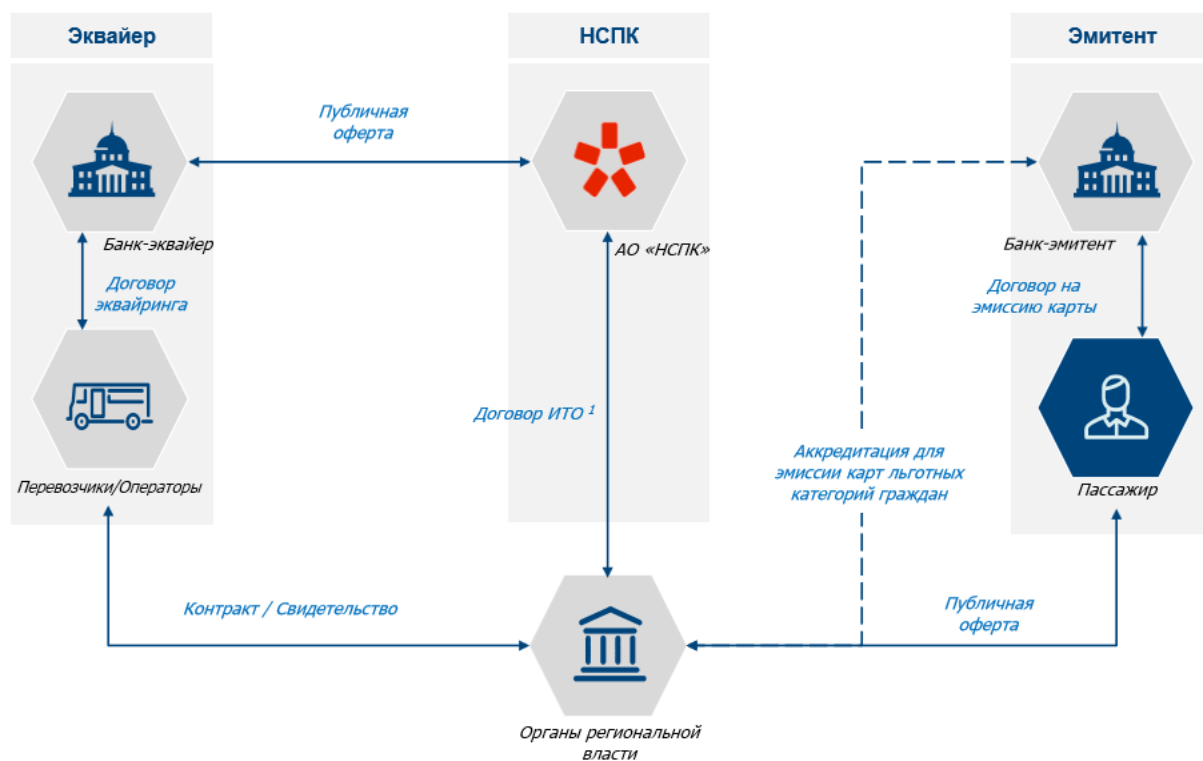 Эквайер
НСПК
Эмитент
Публичная
оферта
Банк-эквайер
АО «НСПК»
Банк-эмитент
Договор
эквайринга
Договор на
эмиссию карты
Договор ИТО 1
Аккредитация для
эмиссии карт льготных
категорий граждан
Перевозчики/Операторы
Пассажир
Контракт / Свидетельство
Публичная
оферта
Органы региональной
власти